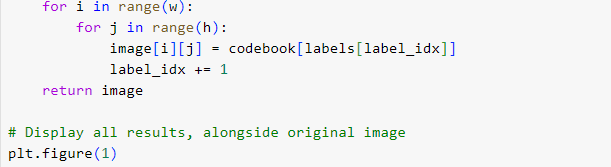 for i in range(w):
for j in range(h):
image[i][j] = codebook[labels[label_idx]]
label_idx += 1
return image
# Display all results, alongside original image
plt.figure(1)